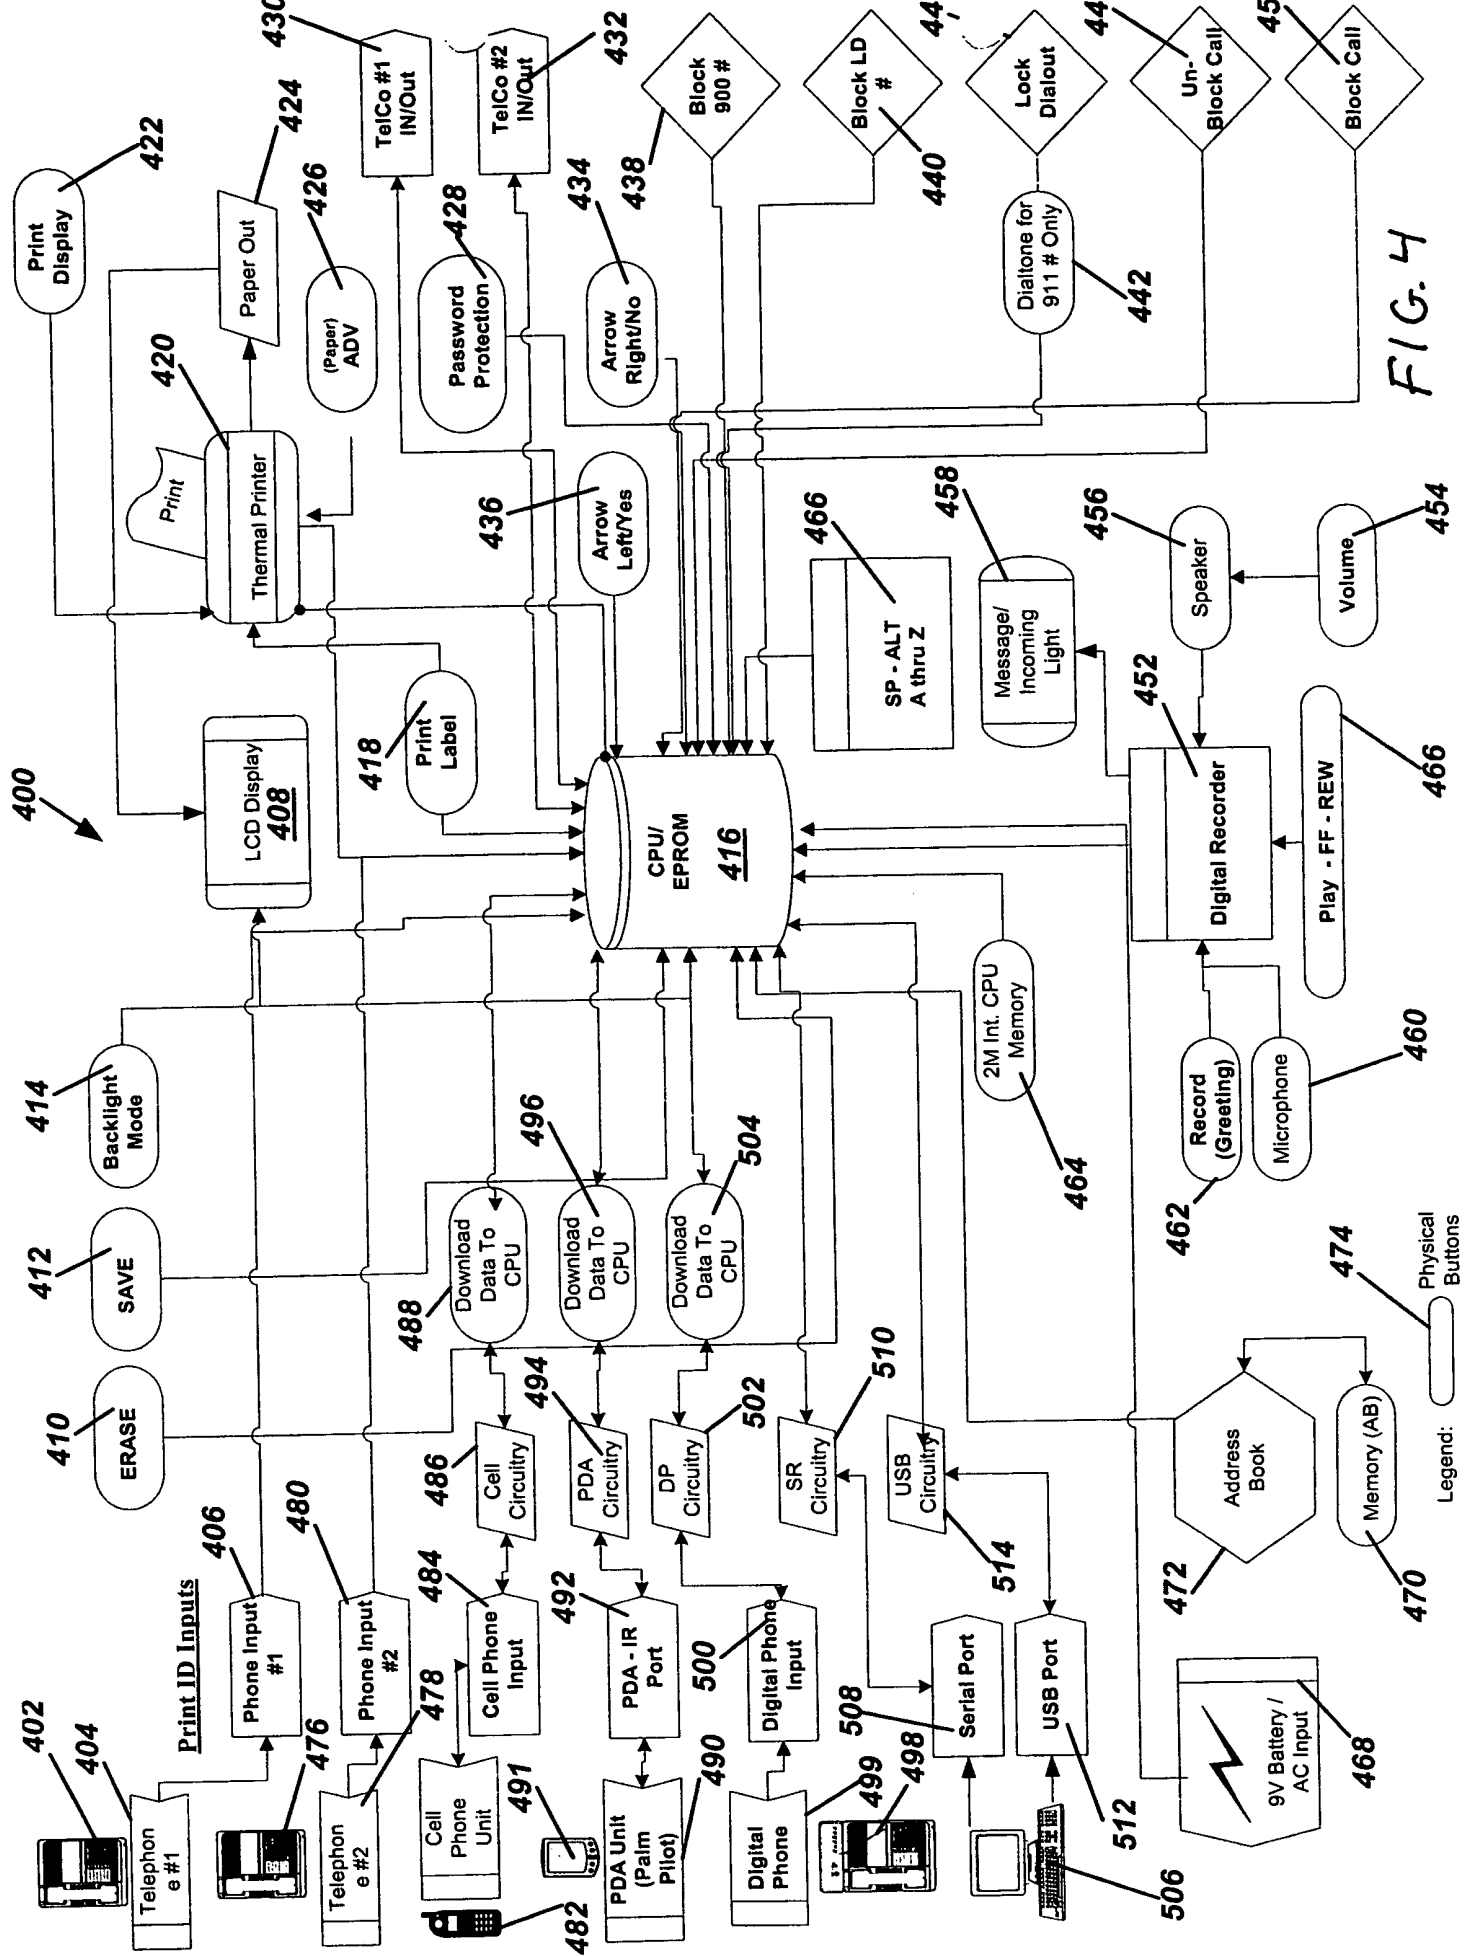 400
Print ID Inputs
402
404
Telephon
e #1
406
Phone Input
#1
476
478
Telephon
e #2
480
Phone Input
#2
410
ERASE
412
SAVE
414
Backlight
Mode
LCD Display
408
418
Print
Label
420
Print
Thermal Printer
422
Print
Display
424
Paper Out
426
(Paper)
ADV
430
TelCo #1
IN/Out
432
TelCo #2
IN/Out
428
Password
Protection
434
Arrow
Right/No
436
Arrow
Left/Yes
438
Block
900 #
440
Block LD
#
44
Lock
Dialout
442
Dialtone for
911 # Only
44
Un-
Block Call
45
Block Call
482
Cell
Phone
Unit
484
Cell Phone
Input
486
Cell
Circuitry
488
Download
Data To
CPU
491
490
PDA Unit
(Palm
Pilot)
492
PDA - IR
Port
494
PDA
Circuitry
496
Download
Data To
CPU
499
498
Digital
Phone
500
Digital Phone
Input
502
DP
Circuitry
504
Download
Data To
CPU
CPU/
EPROM
416
506
508
Serial Port
510
SR
Circuitry
512
USB Port
514
USB
Circuitry
464
2M Int. CPU
Memory
466
SP - ALT
A thru Z
458
Message/
Incoming
Light
452
Digital Recorder
456
Speaker
454
Volume
466
Play - FF - REW
462
Record
(Greeting)
460
Microphone
468
9V Battery /
AC Input
472
Address
Book
470
Memory (AB)
474
Legend:
Physical
Buttons
FIG. 4